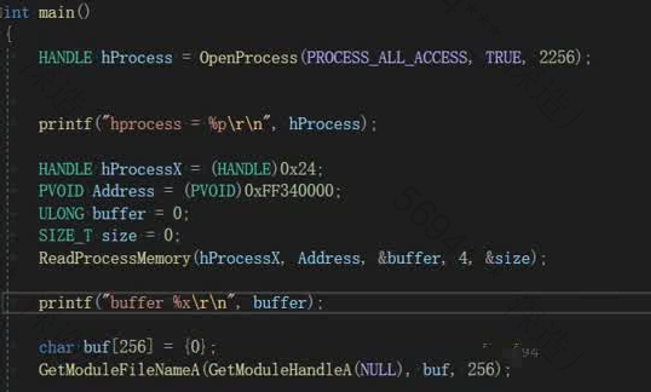 int main()
{
HANDLE hProcess = OpenProcess(PROCESS_ALL_ACCESS, TRUE, 2256);
printf("hprocess = %p\r\n", hProcess);
HANDLE hProcessX = (HANDLE)0x24;
PVOID Address = (PVOID)0xFF340000;
ULONG buffer = 0;
SIZE_T size = 0;
ReadProcessMemory(hProcessX, Address, &buffer, 4, &size);
printf("buffer %x\r\n", buffer);
char buf[256] = {0};
GetModuleFileNameA(GetModuleHandleA(NULL), buf, 256);